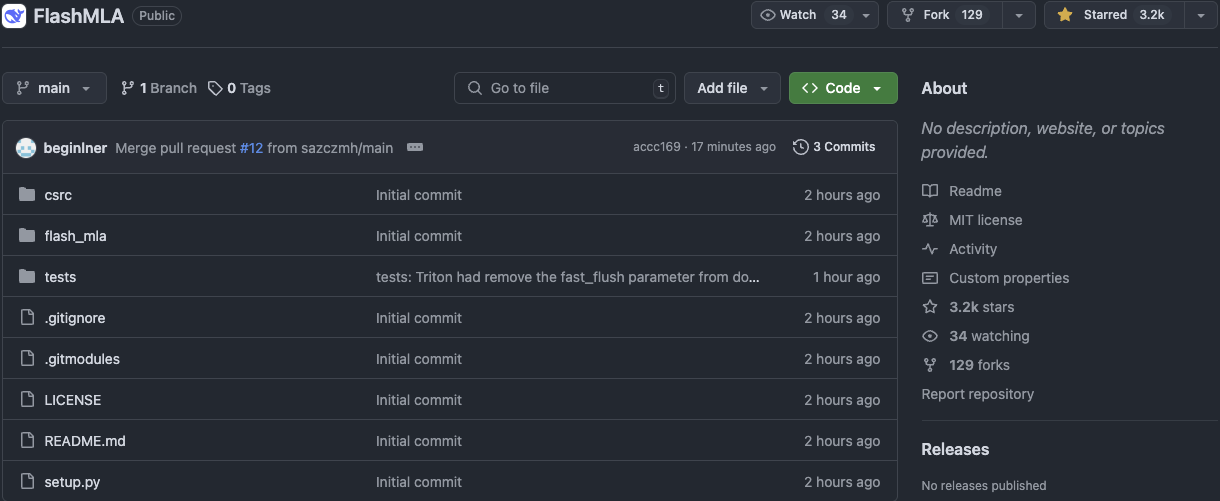 FlashMLA Public Watch 34 Fork 129 Starred 3.2k
main 1 Branch 0 Tags Go to file t Add file Code
beginlner Merge pull request #12 from sazczmh/main accc169 · 17 minutes ago 3 Commits
csrc Initial commit 2 hours ago
flash_mla Initial commit 2 hours ago
tests tests: Triton had remove the fast_flush parameter from do... 1 hour ago
.gitignore Initial commit 2 hours ago
.gitmodules Initial commit 2 hours ago
LICENSE Initial commit 2 hours ago
README.md Initial commit 2 hours ago
setup.py Initial commit 2 hours ago
About
No description, website, or topics
provided.
Readme
MIT license
Activity
Custom properties
3.2k stars
34 watching
129 forks
Report repository
Releases
No releases published